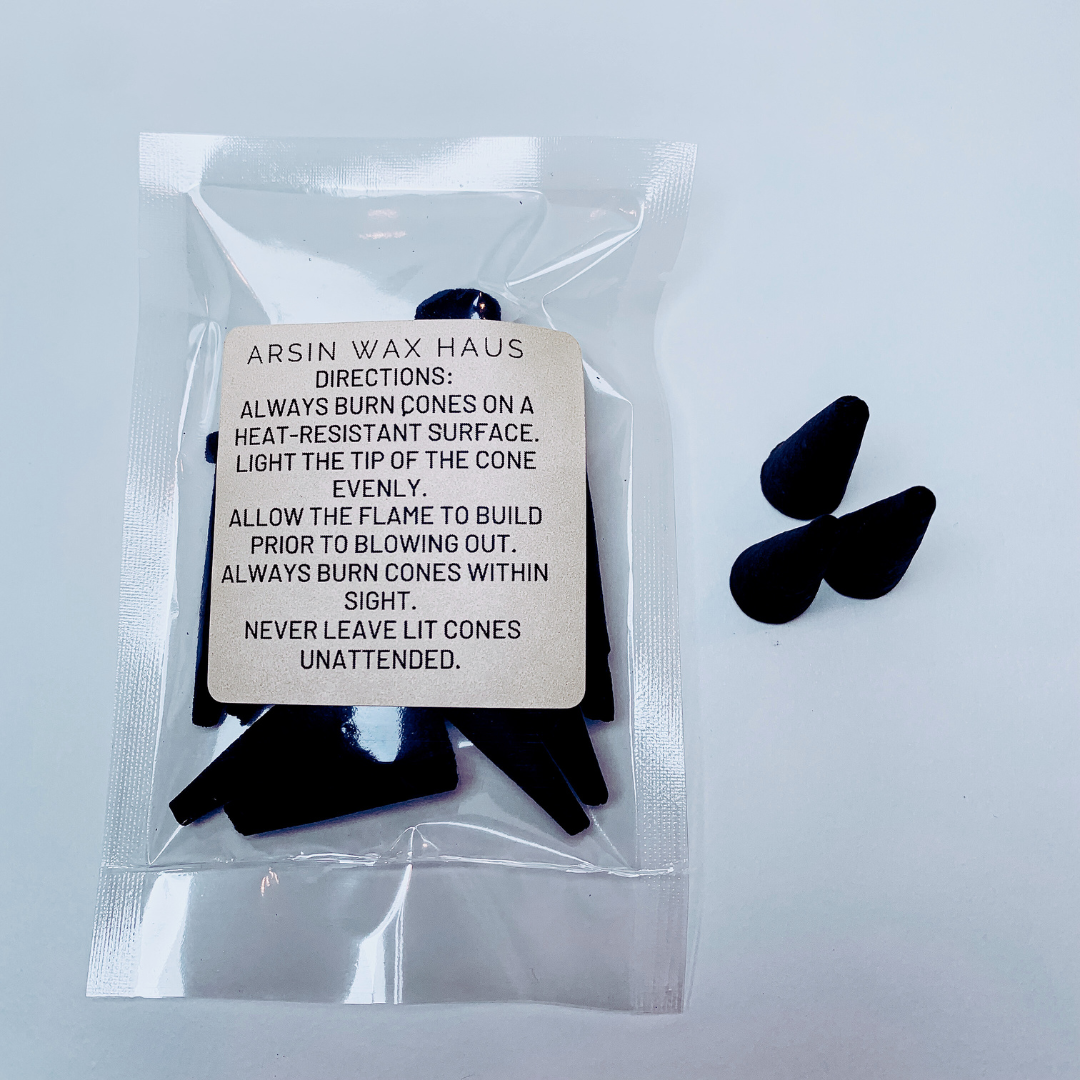 ARSIN WAX HAUS
DIRECTIONS:
ALWAYS BURN CONES ON A
HEAT-RESISTANT SURFACE.
LIGHT THE TIP OF THE CONE
EVENLY.
ALLOW THE FLAME TO BUILD
PRIOR TO BLOWING OUT.
ALWAYS BURN CONES WITHIN
SIGHT.
NEVER LEAVE LIT CONES
UNATTENDED.